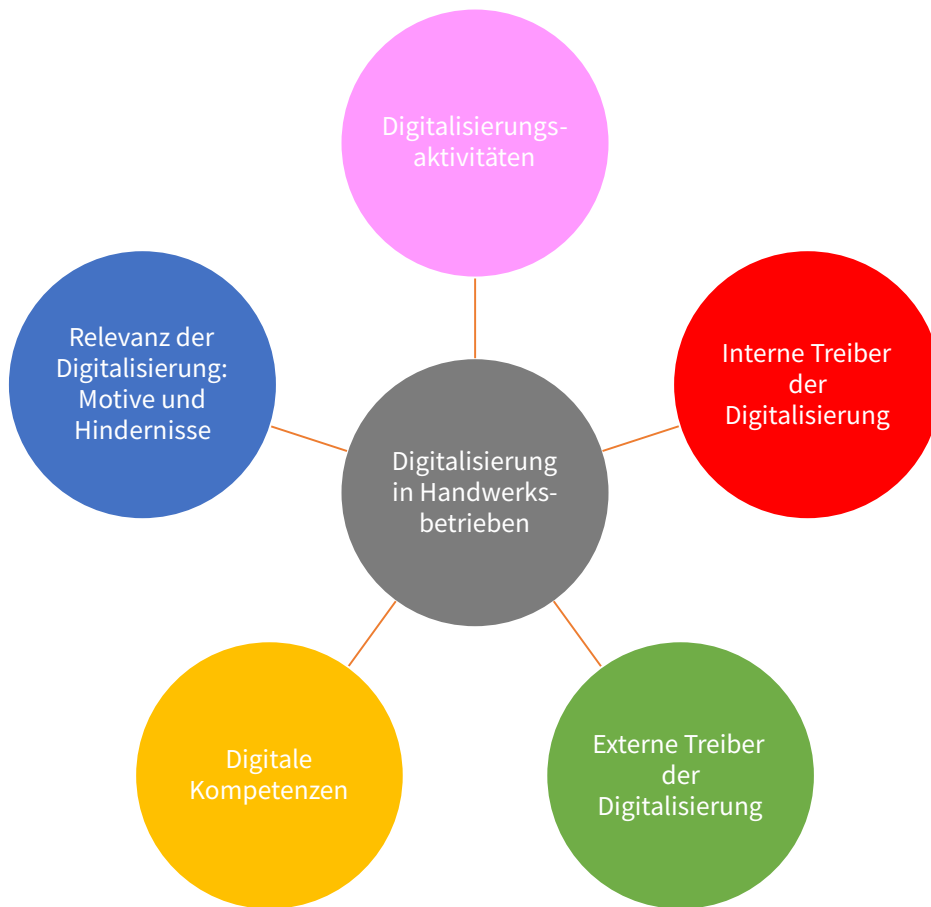 Digitalisierungs-
aktivitäten
Relevanz der
Digitalisierung:
Motive und
Hindernisse
Interne Treiber
der
Digitalisierung
Digitalisierung
in Handwerks-
betrieben
Digitale
Kompetenzen
Externe Treiber
der
Digitalisierung